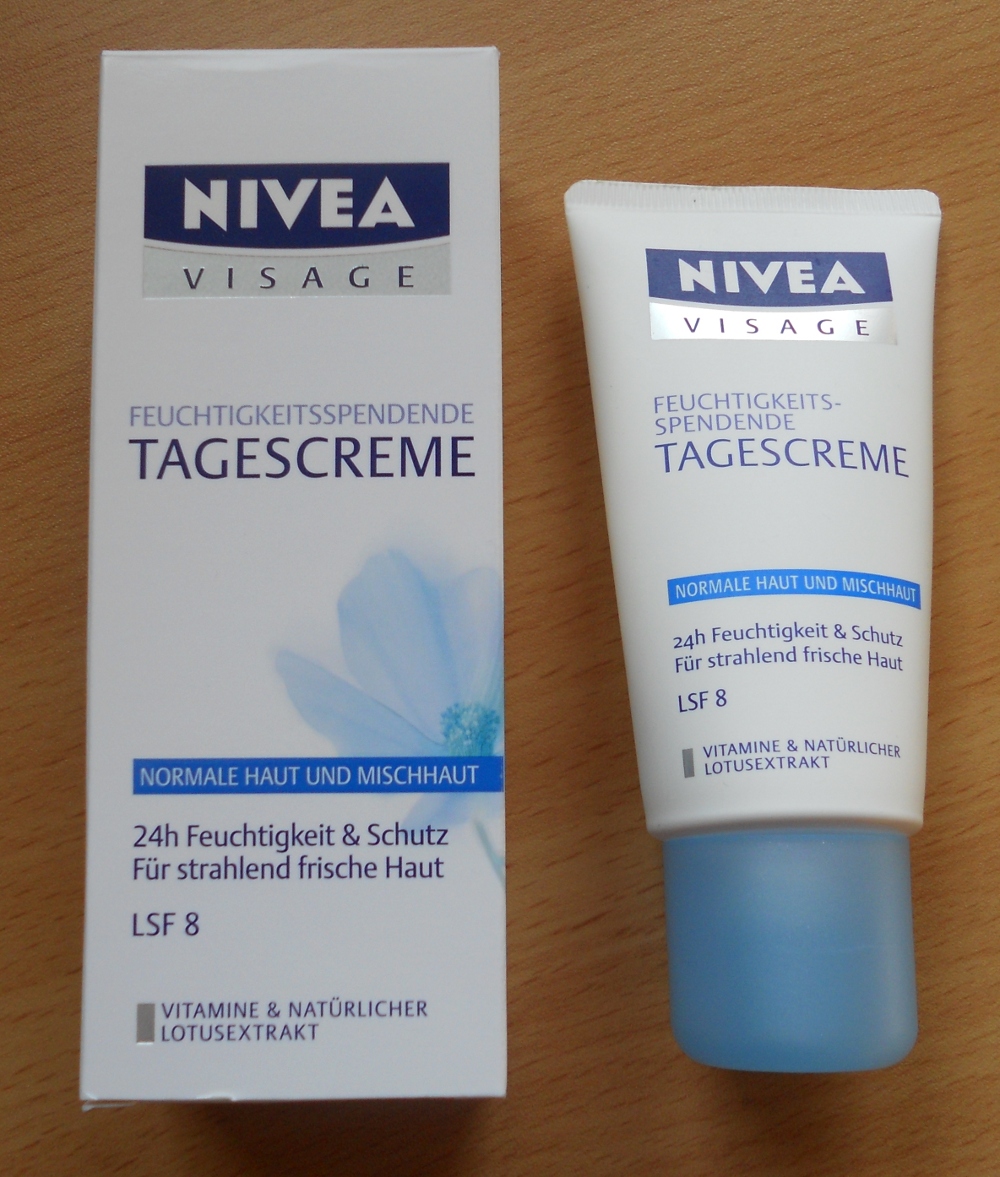 NIVEA
VISAGE
FEUCHTIGKEITSSPENDENDE
TAGESCREME
NORMALE HAUT UND MISCHHAUT
24h Feuchtigkeit & Schutz
Für strahlend frische Haut
LSF 8
VITAMINE & NATÜRLICHER
LOTUSEXTRAKT
NIVEA
VISAGE
FEUCHTIGKEITS-
SPENDENDE
TAGESCREME
NORMALE HAUT UND MISCHHAUT
24h Feuchtigkeit & Schutz
Für strahlend frische Haut
LSF 8
VITAMINE & NATÜRLICHER
LOTUSEXTRAKT